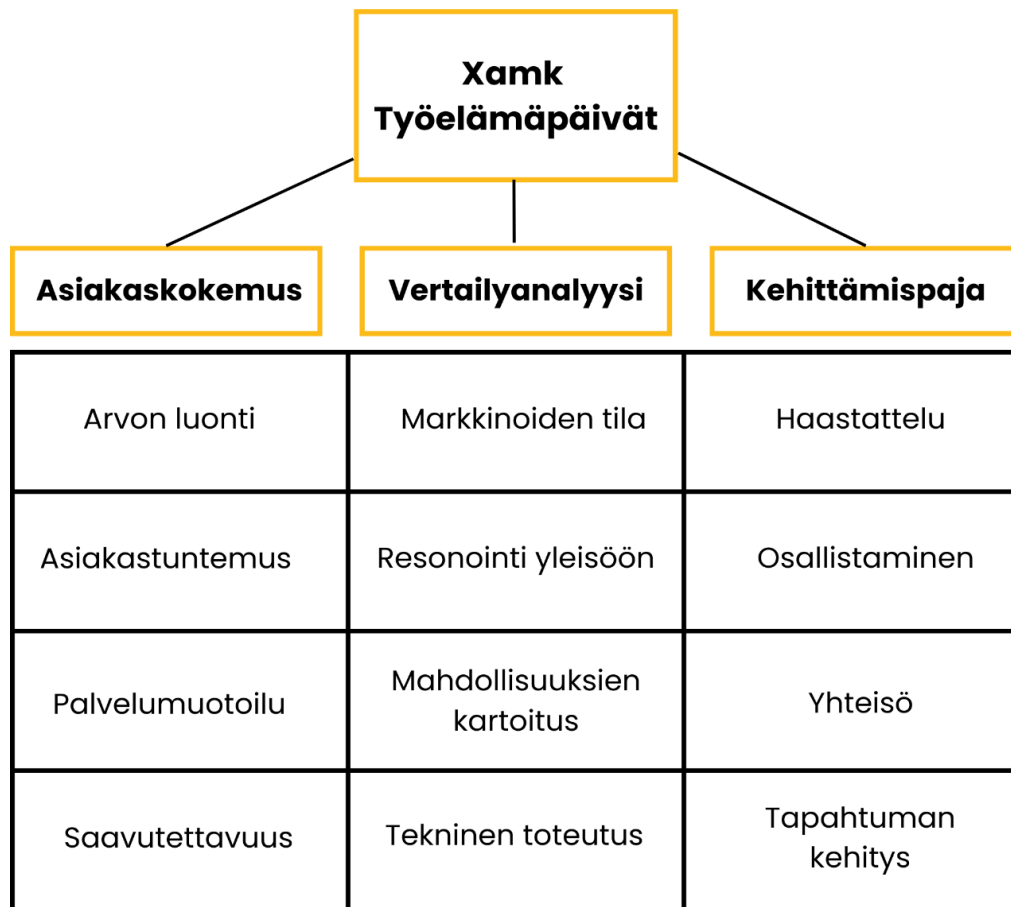 Xamk
Työelämäpäivät
Asiakaskokemus
Vertailyanalyysi
Kehittämispaja
Arvon luonti
Markkinoiden tila
Haastattelu
Asiakastuntemus
Resonointi yleisöön
Osallistaminen
Palvelumuotoilu
Mahdollisuuksien
kartoitus
Yhteisö
Saavutettavuus
Tekninen toteutus
Tapahtuman
kehitys